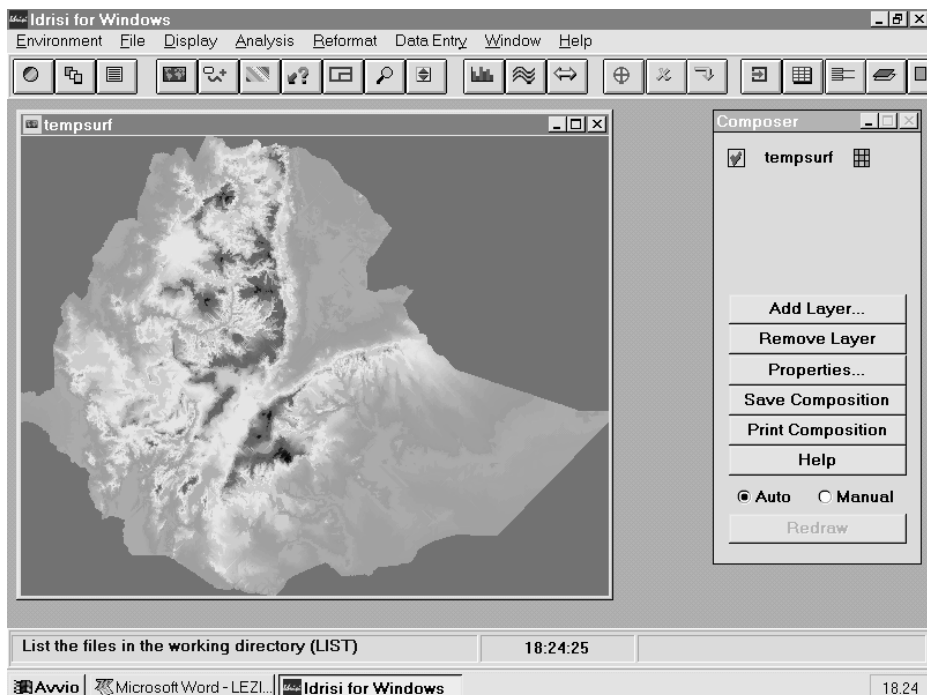 Idrisi for Windows
Environment File Display Analysis Reformat Data Entry Window Help
tempsurf
Composer
tempsurf
Add Layer...
Remove Layer
Properties...
Save Composition
Print Composition
Help
Auto Manual
Redraw
List the files in the working directory (LIST) 18:24:25
Avvio Microsoft Word - LEZI... Idrisi for Windows 18.24